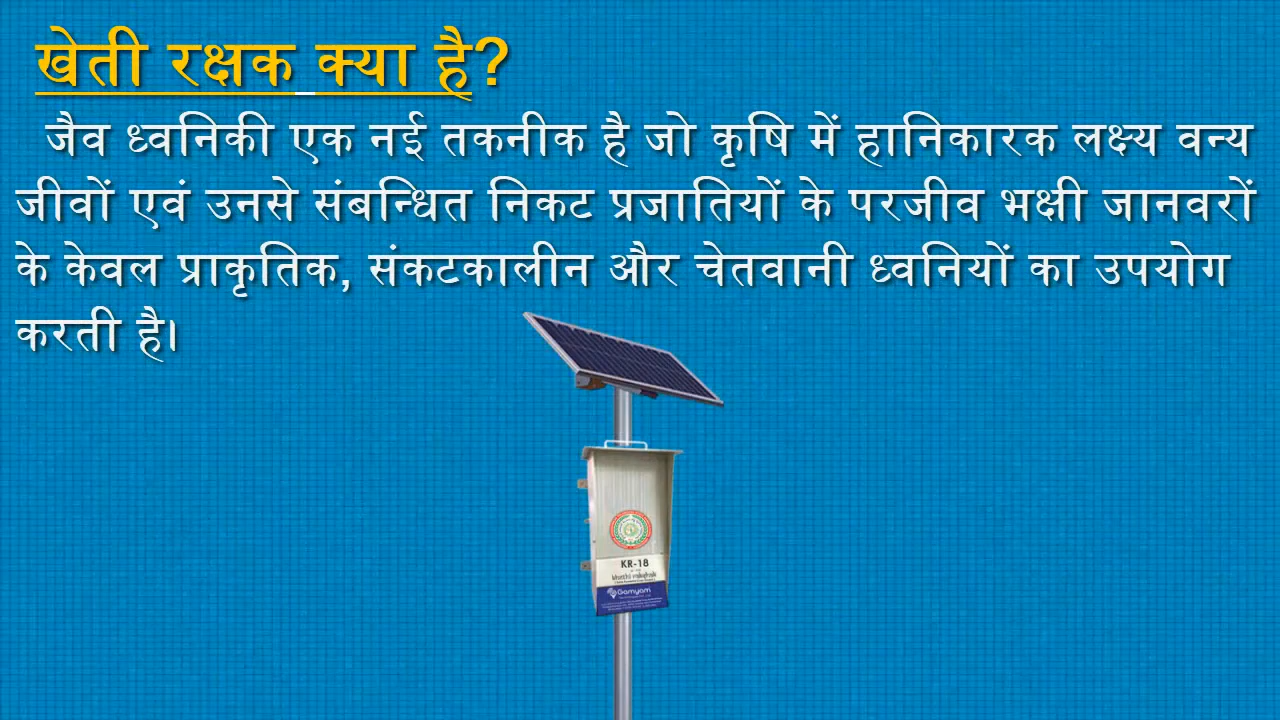 खेती रक्षक क्या है?
जैव ध्वनिकी एक नई तकनीक है जो कृषि में हानिकारक लक्ष्य वन्य
जीवों एवं उनसे संबन्धित निकट प्रजातियों के परजीव भक्षी जानवरों
के केवल प्राकृतिक, संकटकालीन और चेतवानी ध्वनियों का उपयोग
करती है।
KR-18
Gamyam